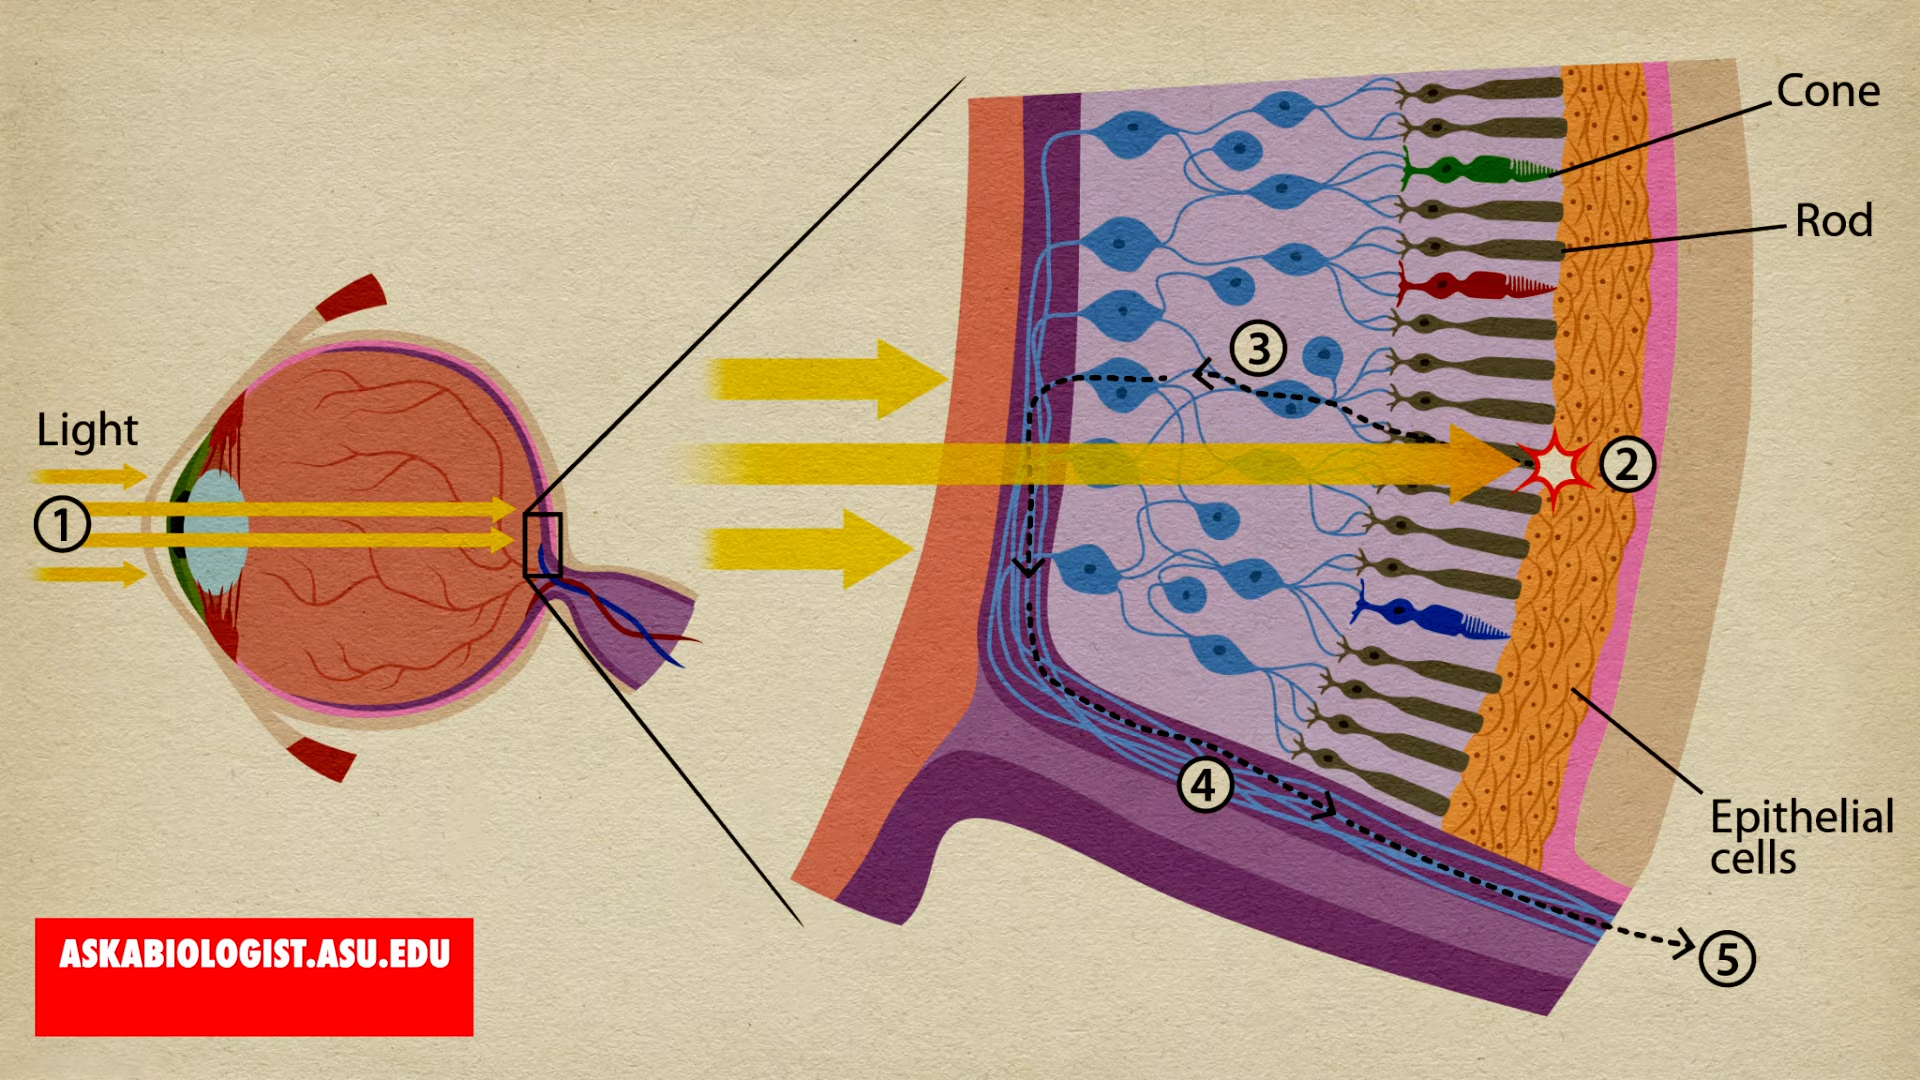 Light
1
Cone
Rod
3
2
4
Epithelial
cells
5
ASKABIOLOGIST.ASU.EDU